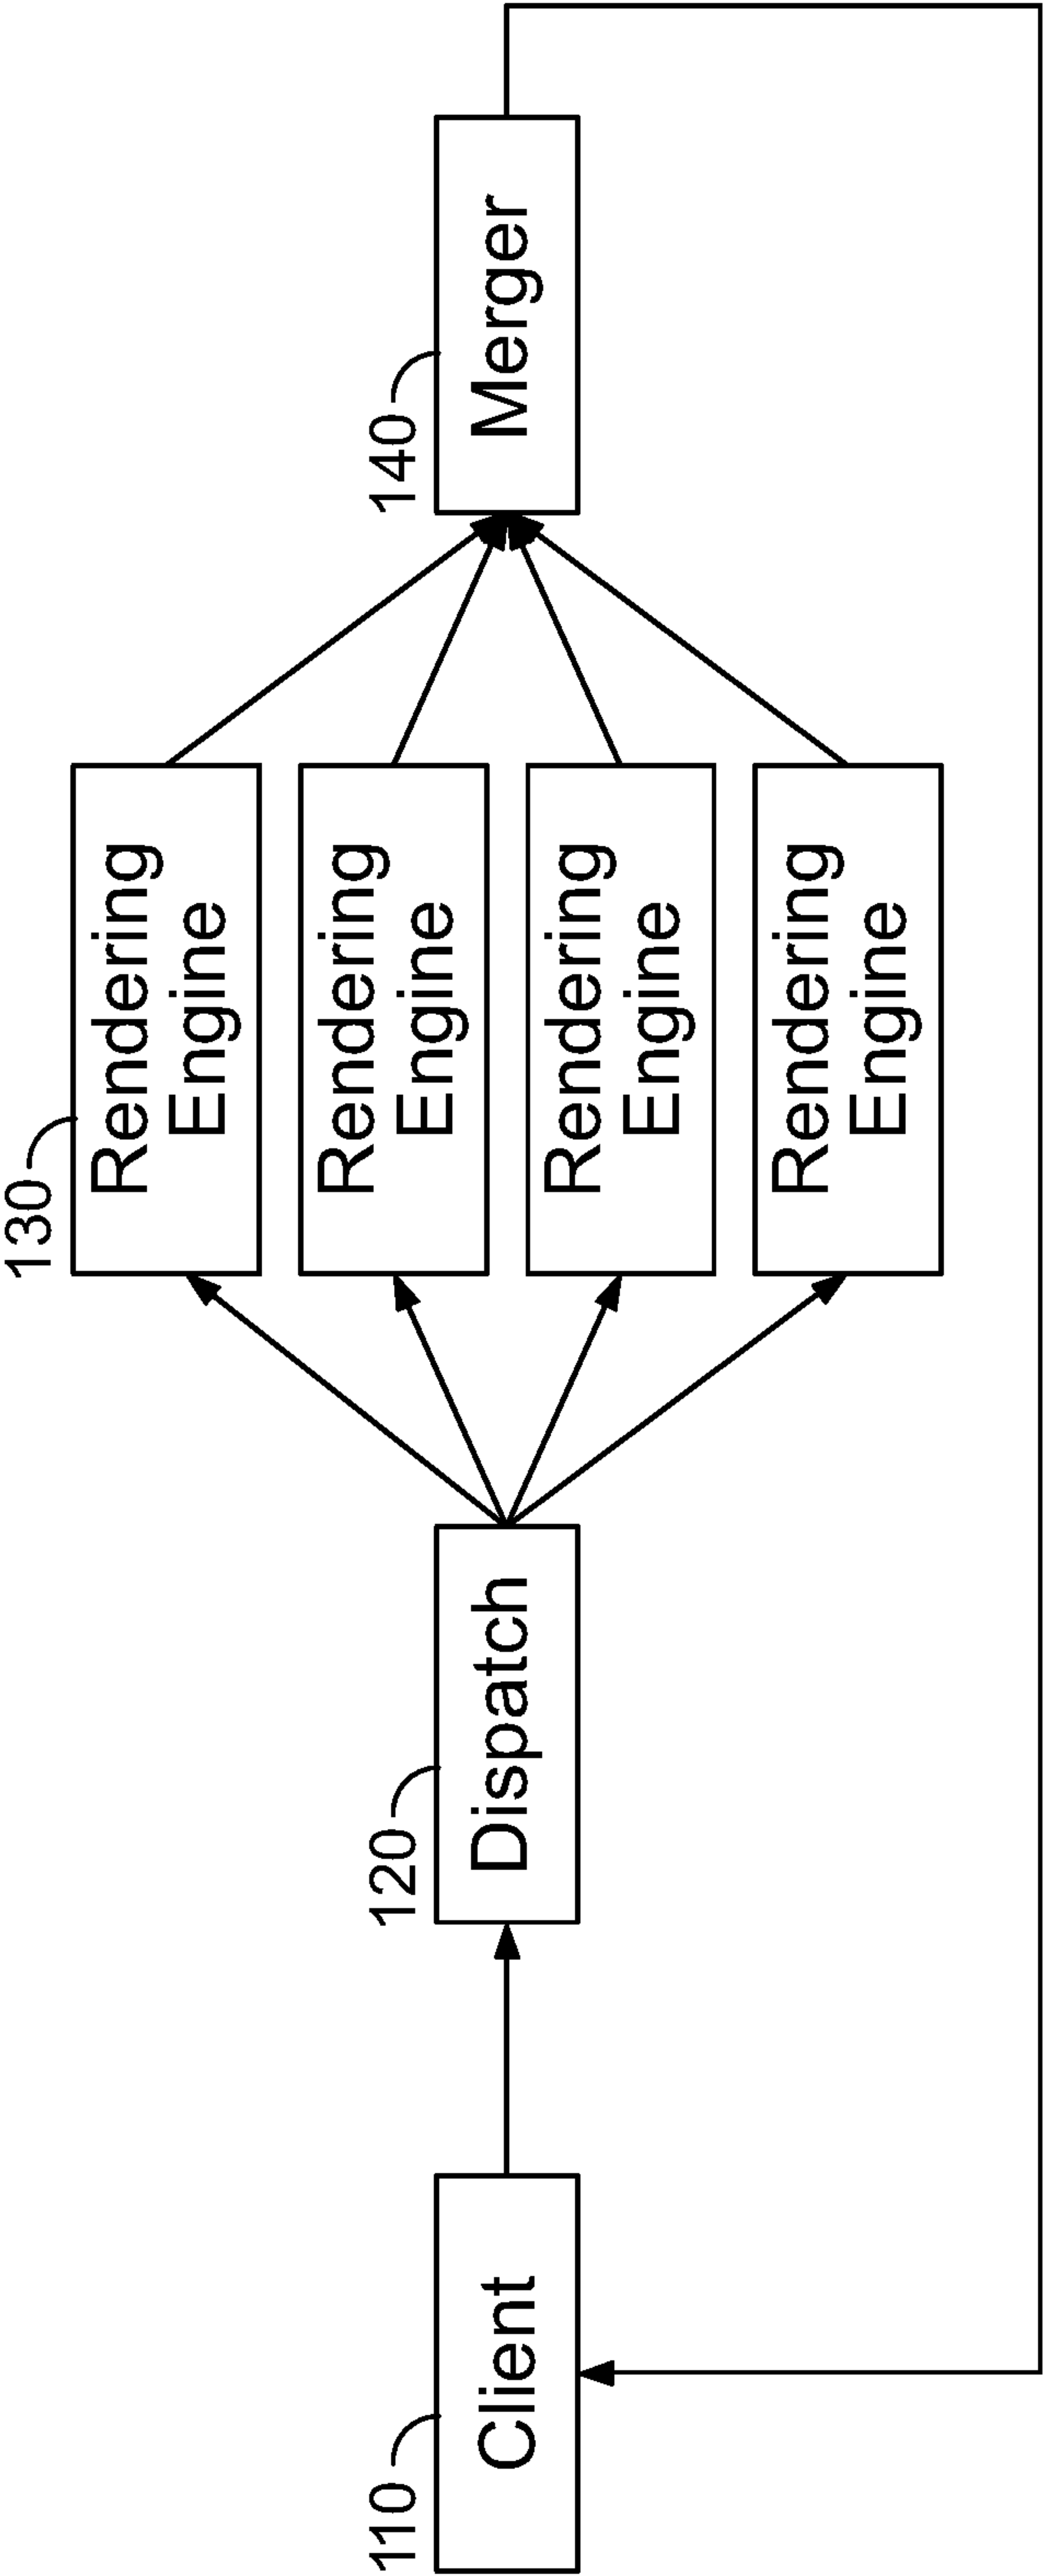 110
Client
120
Dispatch
130
Rendering
Engine
Rendering
Engine
Rendering
Engine
Rendering
Engine
140
Merger